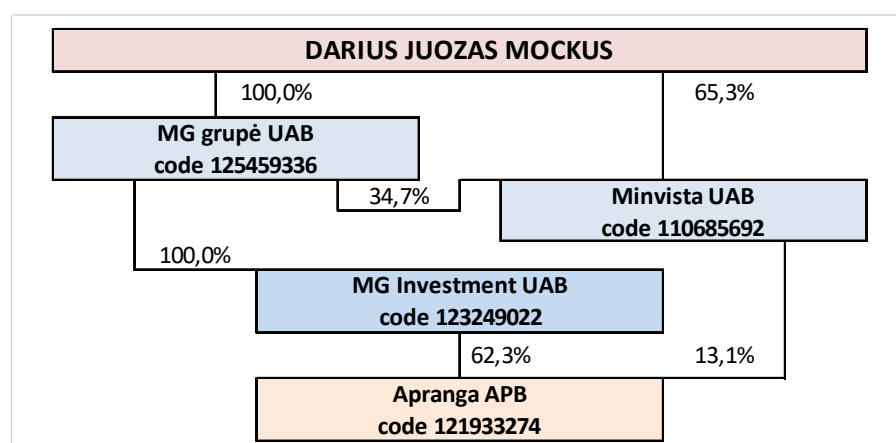 DARIUS JUOZAS MOCKUS
100,0%
65,3%
MG grupė UAB
code 125459336
34,7%
Minvista UAB
code 110685692
100,0%
MG Investment UAB
code 123249022
62,3%
13,1%
Apranga APB
code 121933274